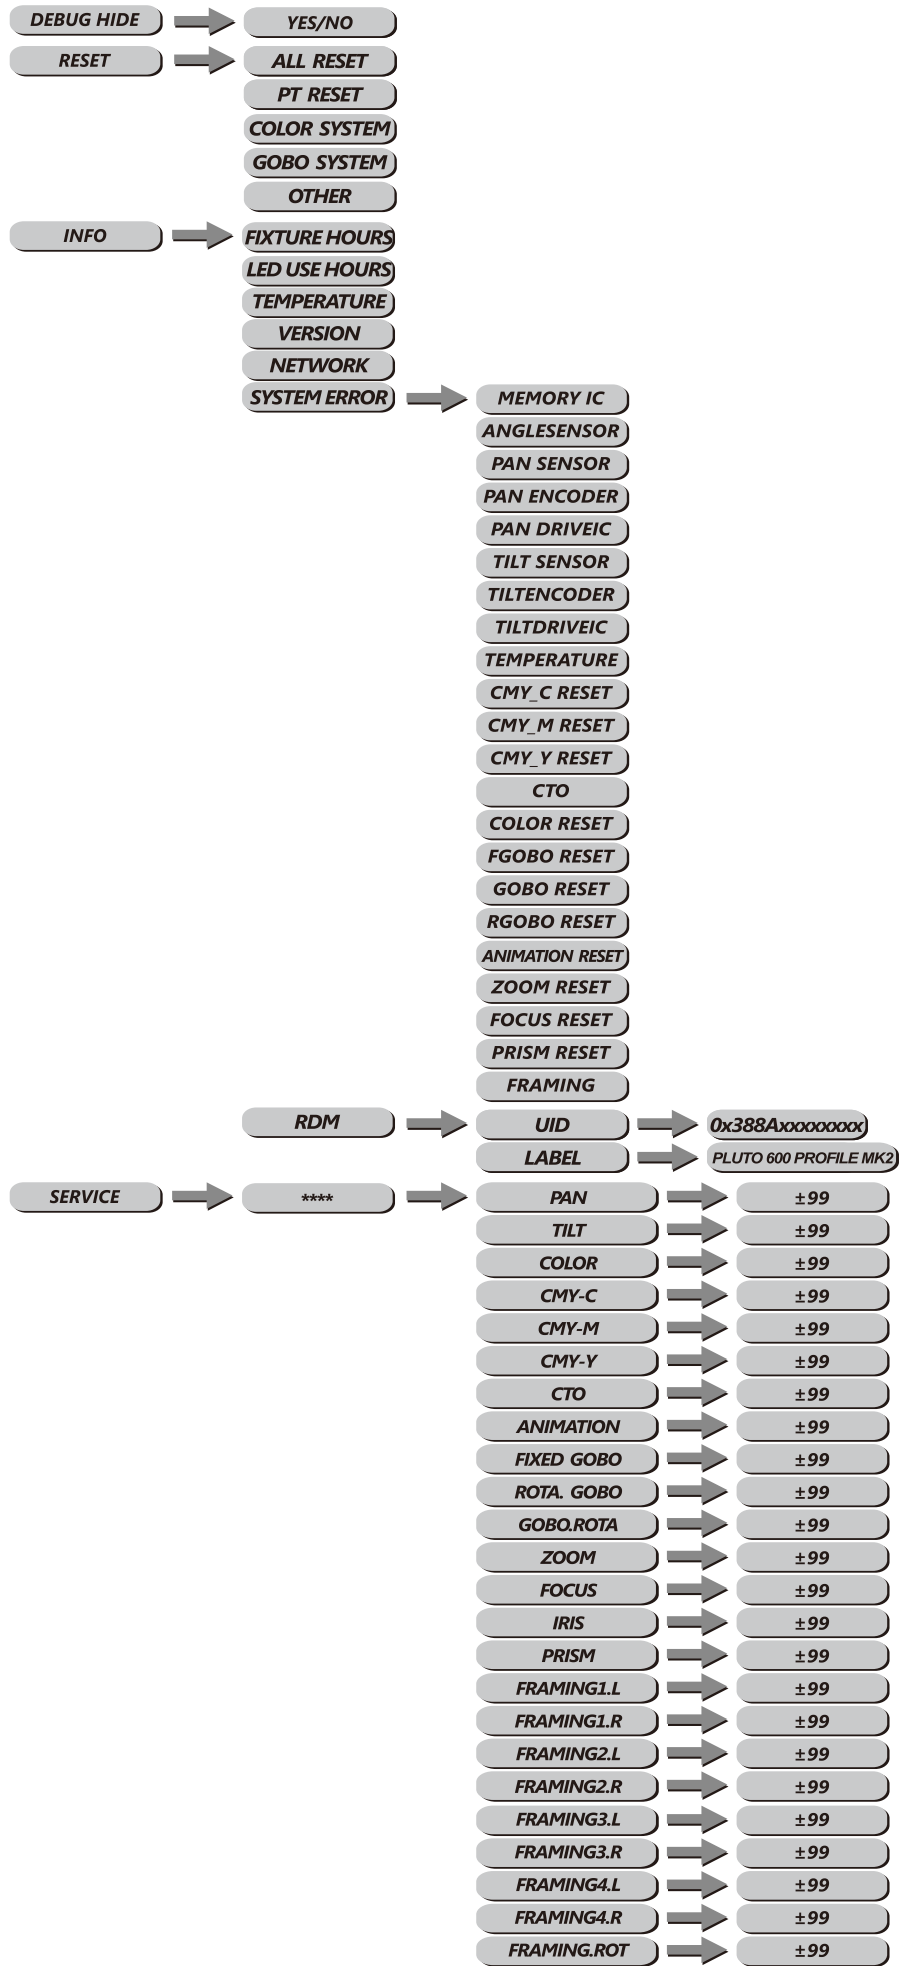 DEBUG HIDE YES/NO
RESET ALL RESET
PT RESET
COLOR SYSTEM
GOBO SYSTEM
OTHER
INFO FIXTURE HOURS
LED USE HOURS
TEMPERATURE
VERSION
NETWORK
SYSTEM ERROR MEMORY IC
ANGLESENSOR
PAN SENSOR
PAN ENCODER
PAN DRIVEIC
TILT SENSOR
TILTENCODER
TILTDRIVEIC
TEMPERATURE
CMY_C RESET
CMY_M RESET
CMY_Y RESET
CTO
COLOR RESET
FGOBO RESET
GOBO RESET
RGOBO RESET
ANIMATION RESET
ZOOM RESET
FOCUS RESET
PRISM RESET
FRAMING
RDM UID 0x388Axxxxxxxx
LABEL PLUTO 600 PROFILE MK2
SERVICE **** PAN ±99
TILT ±99
COLOR ±99
CMY-C ±99
CMY-M ±99
CMY-Y ±99
CTO ±99
ANIMATION ±99
FIXED GOBO ±99
ROTA. GOBO ±99
GOBO.ROTA ±99
ZOOM ±99
FOCUS ±99
IRIS ±99
PRISM ±99
FRAMING1.L ±99
FRAMING1.R ±99
FRAMING2.L ±99
FRAMING2.R ±99
FRAMING3.L ±99
FRAMING3.R ±99
FRAMING4.L ±99
FRAMING4.R ±99
FRAMING.ROT ±99